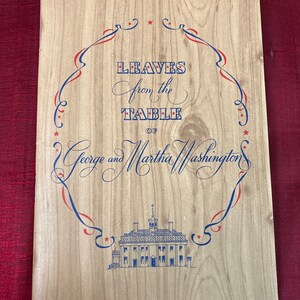 LEAVES
from the
TABLE
OF
George and Martha Washington